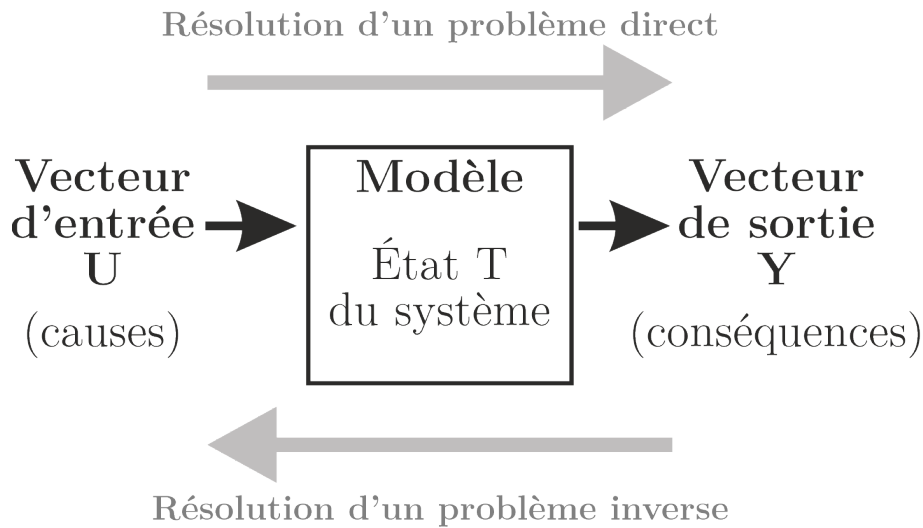 Résolution d'un problème direct
Vecteur
d'entrée
U
(causes)
Modèle
État T
du système
Vecteur
de sortie
Y
(conséquences)
Résolution d'un problème inverse